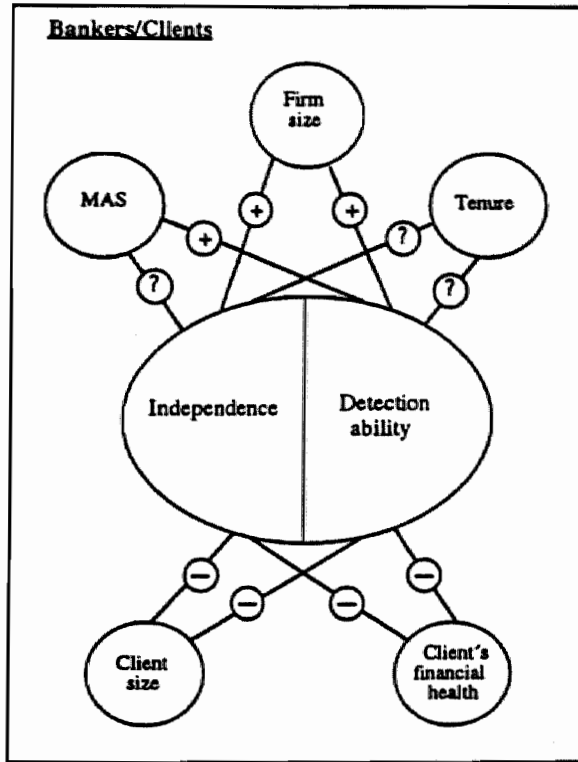 Bankers/Clients
Firm
size
MAS
Tenure
+
+
+
?
?
?
Independence
Detection
ability
−
−
−
−
Client
size
Client's
financial
health